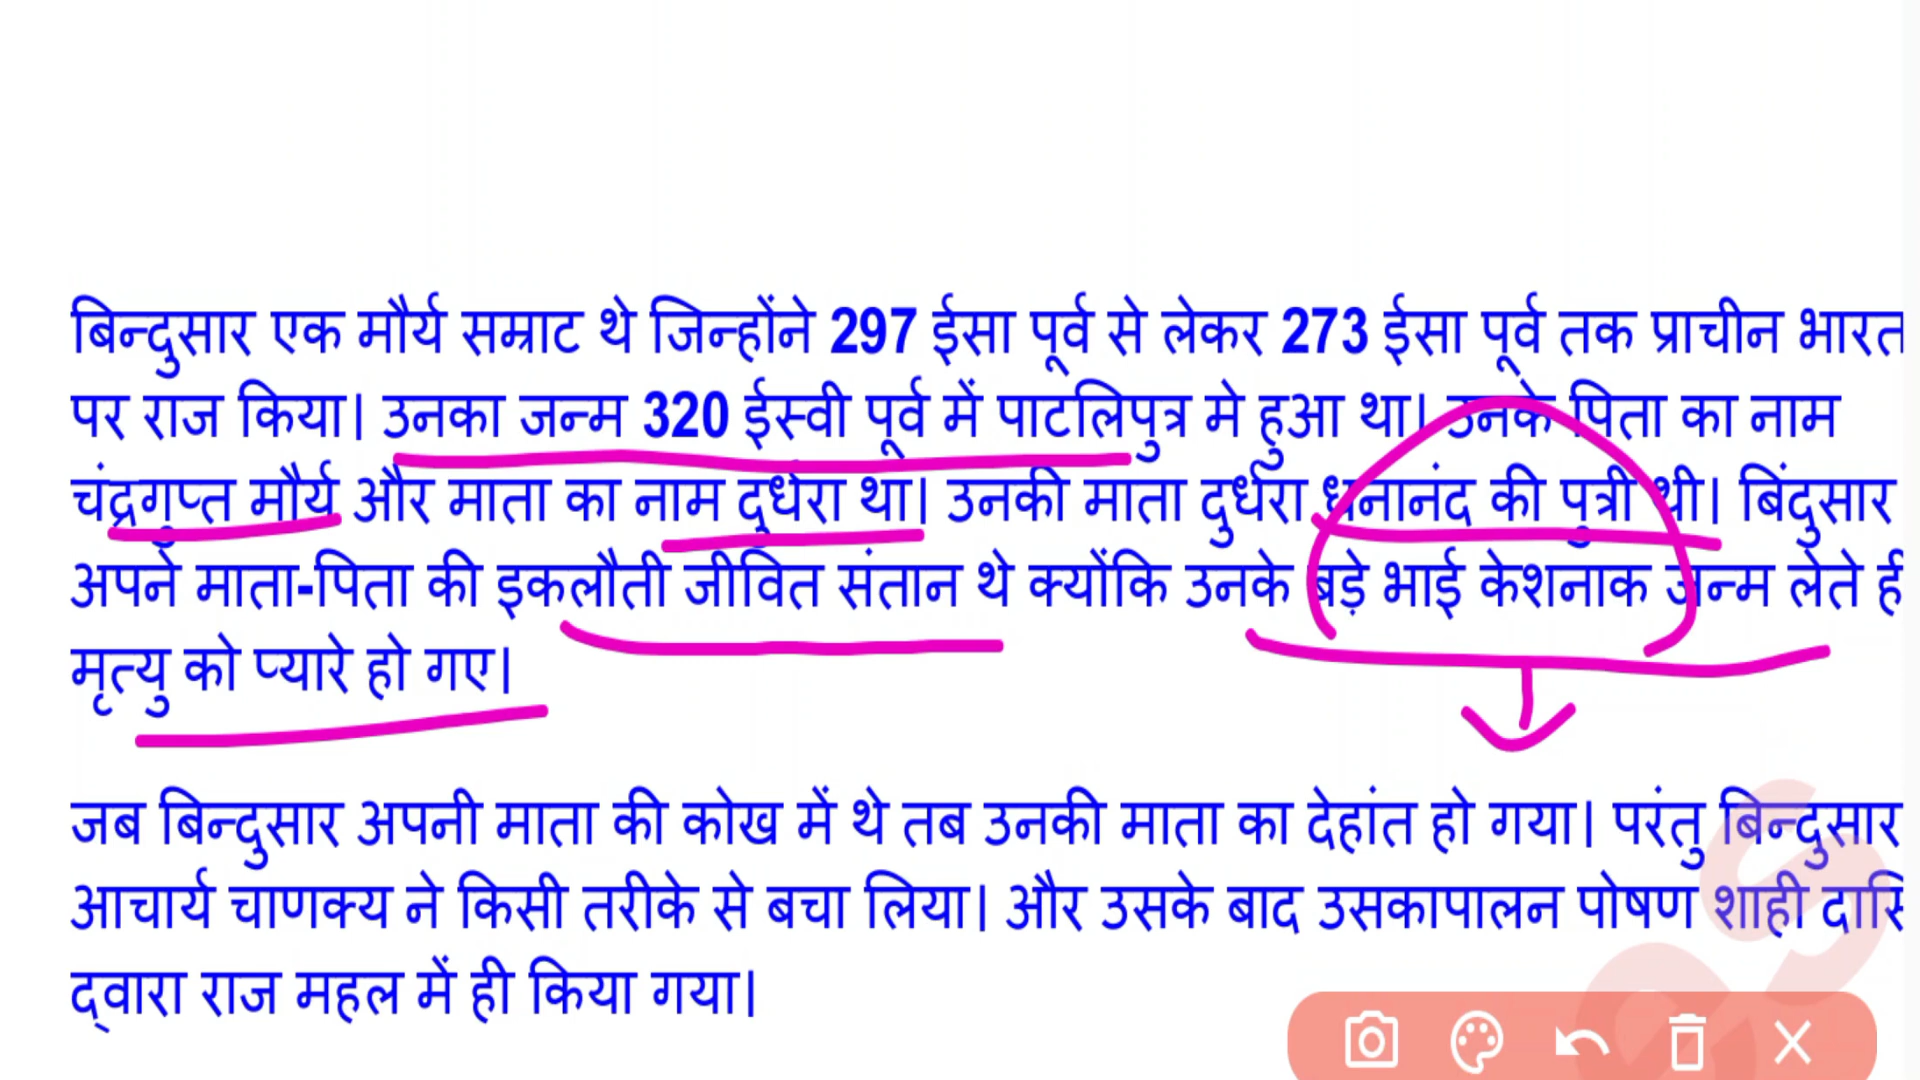 बिन्दुसार एक मौर्य सम्राट थे जिन्होंने 297 ईसा पूर्व से लेकर 273 ईसा पूर्व तक प्राचीन भारत
पर राज किया। उनका जन्म 320 ईस्वी पूर्व में पाटलिपुत्र मे हुआ था। उनके पिता का नाम
चंद्रगुप्त मौर्य और माता का नाम दुर्धरा था। उनकी माता दुर्धरा धनानंद की पुत्री थी। बिंदुसार
अपने माता-पिता की इकलौती जीवित संतान थे क्योंकि उनके बड़े भाई केशनाक जन्म लेते ही
मृत्यु को प्यारे हो गए।
जब बिन्दुसार अपनी माता की कोख में थे तब उनकी माता का देहांत हो गया। परंतु बिन्दुसार
आचार्य चाणक्य ने किसी तरीके से बचा लिया। और उसके बाद उसकापालन पोषण शाही
द्वारा राज महल में ही किया गया।